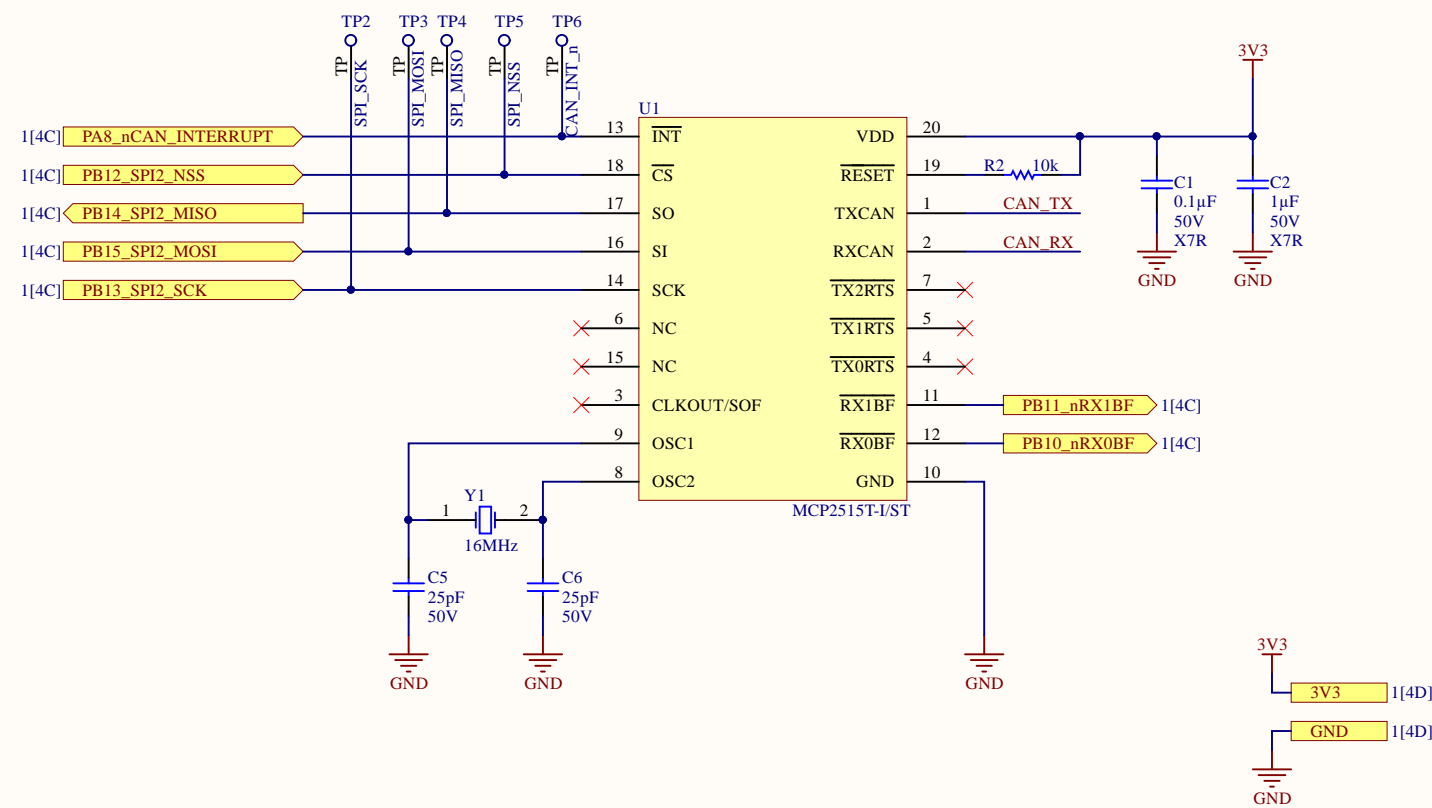 TP2 TP3 TP4 TP5 TP6
TP TP TP TP TP
SPI_SCK
SPI_MOSI
SPI_MISO
SPI_NSS
CAN_INT_n
3V3
U1
1[4C] PA8_nCAN_INTERRUPT 13 INT VDD 20
1[4C] PB12_SPI2_NSS 18 CS RESET 19 R2 10k
1[4C] PB14_SPI2_MISO 17 SO TXCAN 1 CAN_TX
1[4C] PB15_SPI2_MOSI 16 SI RXCAN 2 CAN_RX
1[4C] PB13_SPI2_SCK 14 SCK TX2RTS 7
6 NC TX1RTS 5
15 NC TX0RTS 4
3 CLKOUT/SOF RX1BF 11 PB11_nRX1BF 1[4C]
9 OSC1 RX0BF 12 PB10_nRX0BF 1[4C]
8 OSC2 GND 10
MCP2515T-I/ST
C1
0.1µF
50V
X7R
GND
C2
1µF
50V
X7R
GND
Y1
1 2
16MHz
C5
25pF
50V
GND
C6
25pF
50V
GND
GND
3V3
3V3 1[4D]
GND 1[4D]
GND